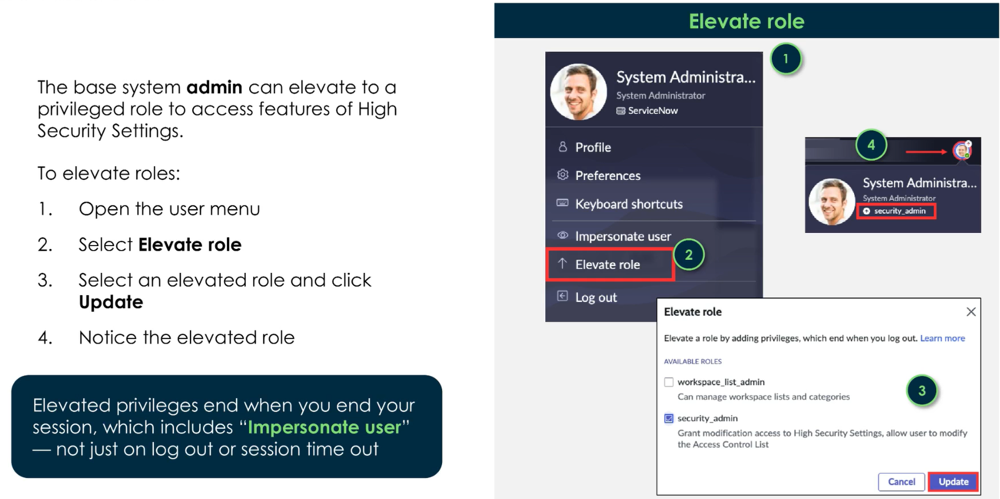 The base system admin can elevate to a
privileged role to access features of High
Security Settings.
To elevate roles:
1. Open the user menu
2. Select Elevate role
3. Select an elevated role and click
Update
4. Notice the elevated role
Elevated privileges end when you end your
session, which includes “Impersonate user”
— not just on log out or session time out
Elevate role
1
System Administra...
System Administrator
ServiceNow
Profile
Preferences
Keyboard shortcuts
Impersonate user
Elevate role
2
Log out
4
System Administra...
System Administrator
security_admin
Elevate role
Elevate a role by adding privileges, which end when you log out. Learn more
AVAILABLE ROLES
workspace_list_admin
Can manage workspace lists and categories
3
security_admin
Grant modification access to High Security Settings, allow user to modify
the Access Control List
Cancel Update